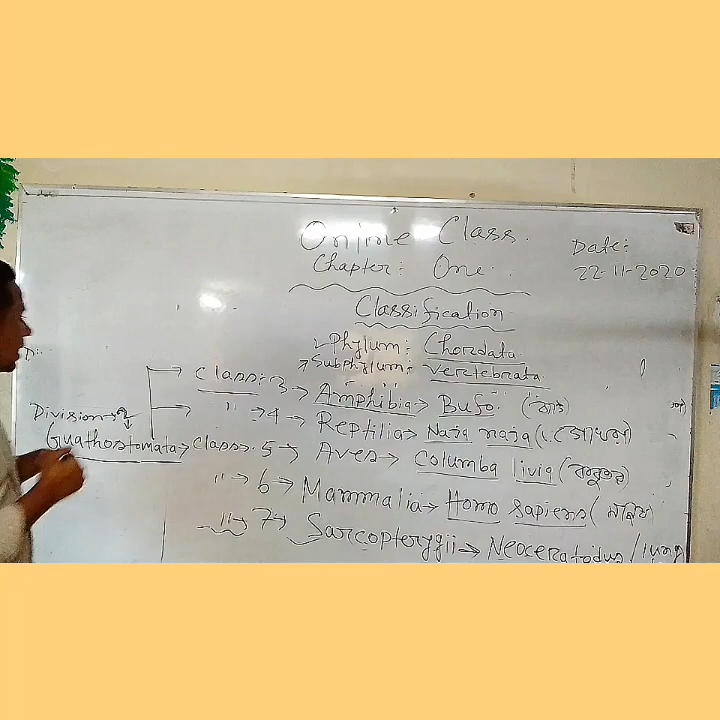 Online Class.
Chapter: One
Date:
22-11-2020
Classification
Phylum: Chordata
Subphylum: Vertebrata
Class: 3→ Amphibia→ Bufo (ব্যাঙ)
Division→2
" →4→ Reptilia→ Naja naja (গোখরা)
Gnathostomata→ Class: 5→ Aves→ Columba livia (কবুতর)
" → 6→ Mammalia→ Homo sapiens (মানুষ)
" → 7→ Sarcopterygii→ Neoceratodus / lung